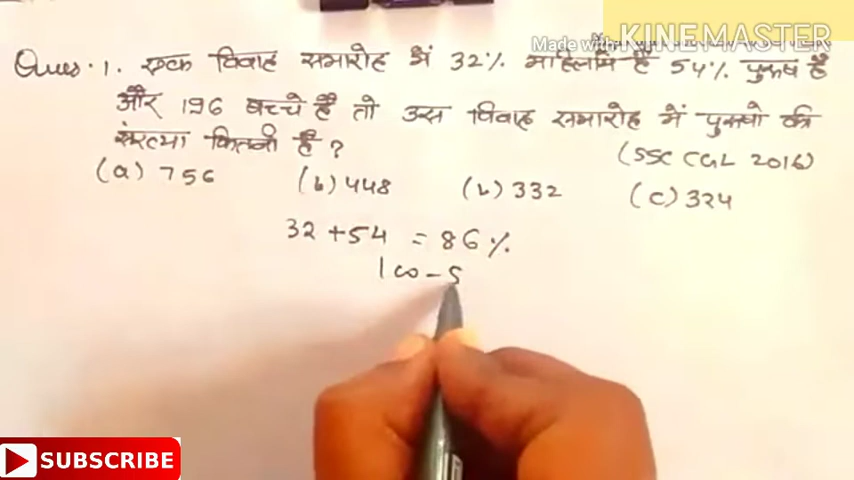 Made with KINEMASTER
Ques.1. एक विवाह समारोह में 32% महिलायें हैं 54% पुरूष है
और 196 बच्चे है तो उस विवाह समारोह में पुरूषो की
संख्या कितनी है ?
(SSC CGL 2016)
(a) 756 (b) 448 (b) 332 (c) 324
32 + 54 = 86%
100 -
SUBSCRIBE